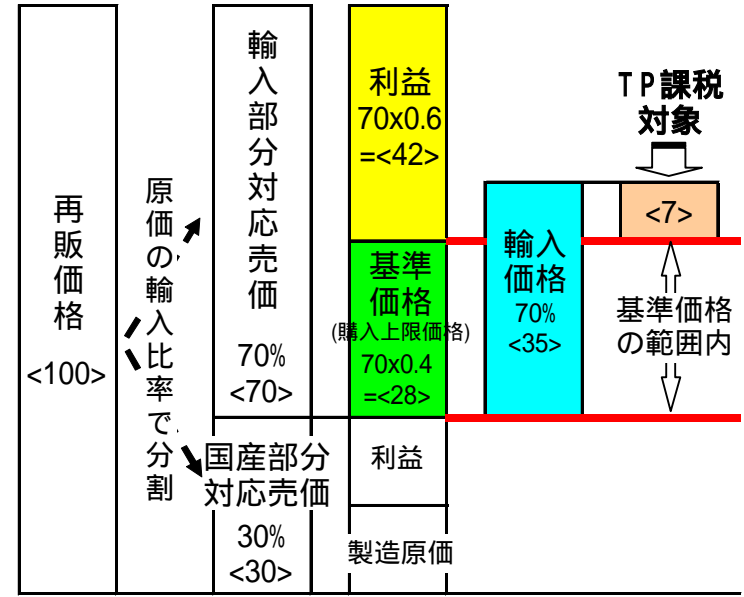 再販価格
<100>
原価の輸入比率で分割
輸入部分対応売価
70%
<70>
国産部分
対応売価
30%
<30>
利益
70x0.6
=<42>
基準
価格
(購入上限価格)
70x0.4
=<28>
利益
製造原価
輸入
価格
70%
<35>
TP課税
対象
<7>
基準価格
の範囲内